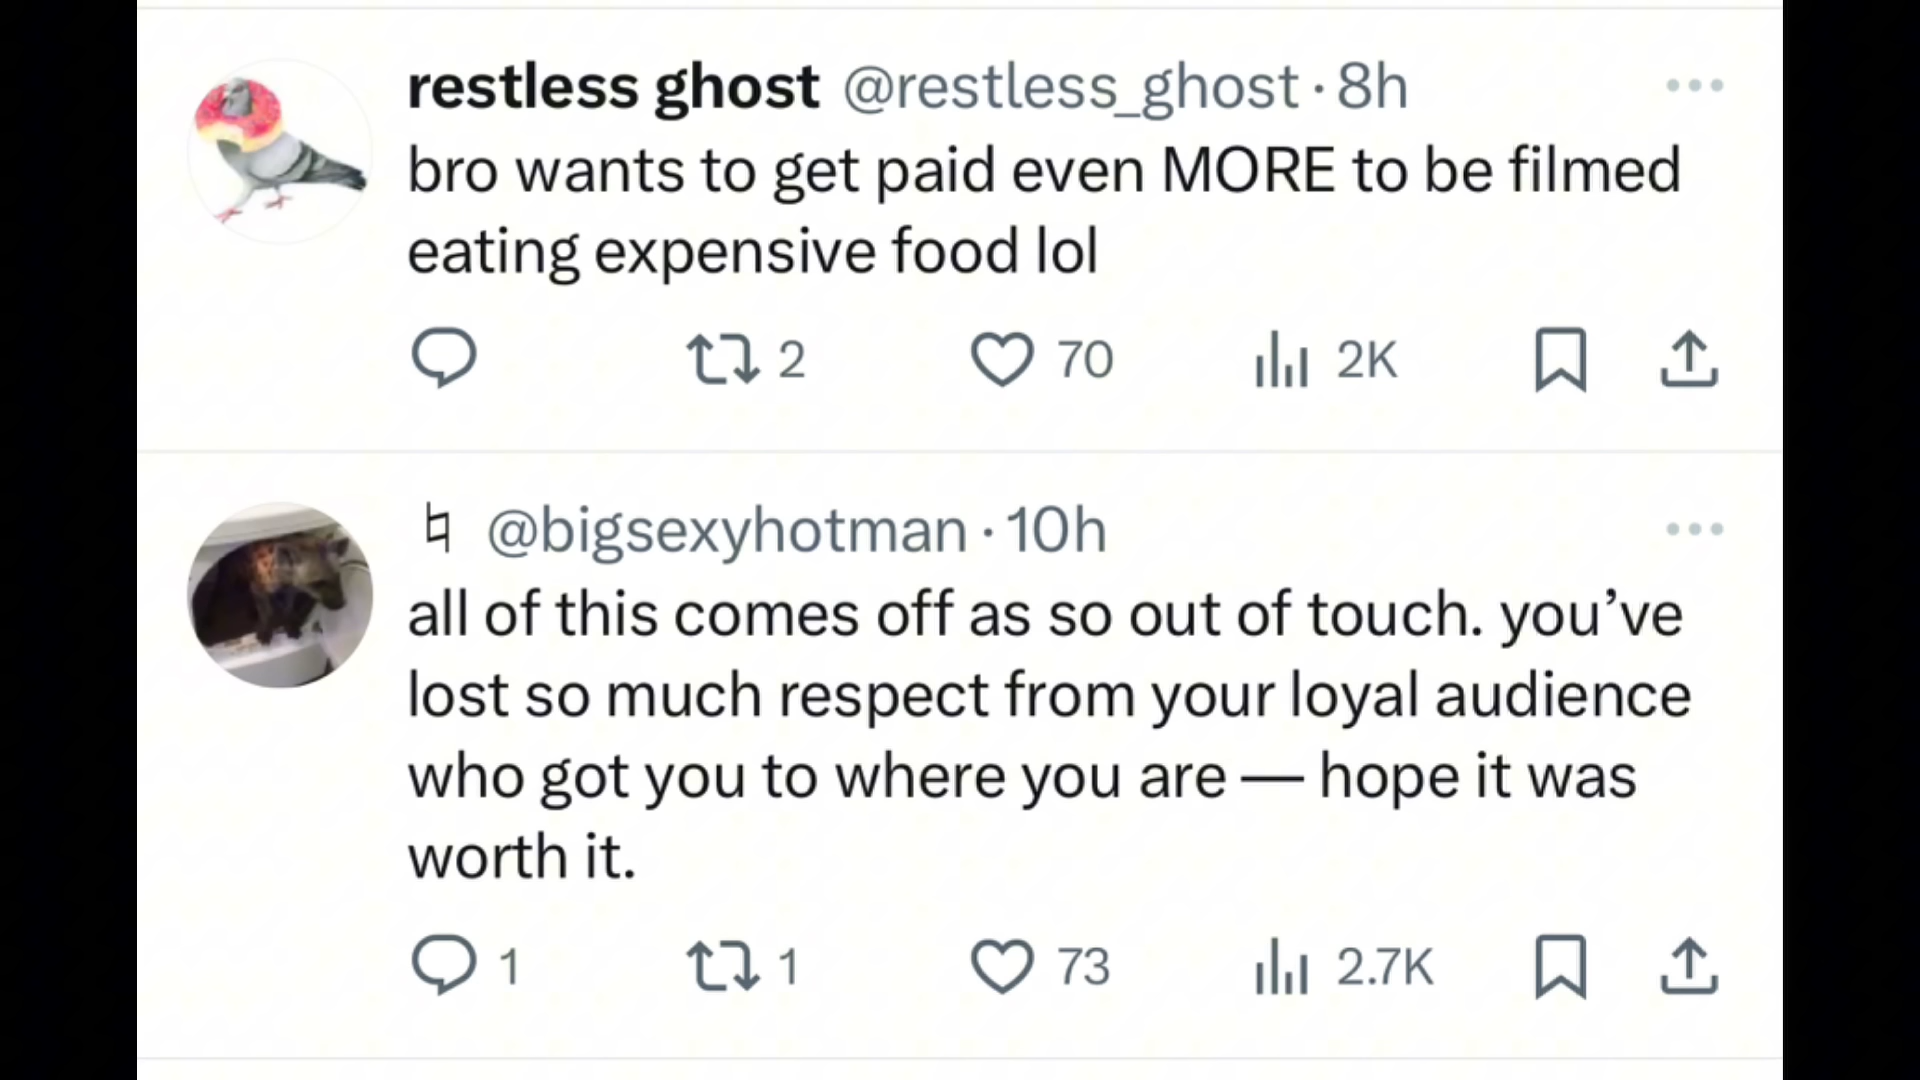 restless ghost @restless_ghost · 8h
bro wants to get paid even MORE to be filmed
eating expensive food lol
2 70 2K
♮ @bigsexyhotman · 10h
all of this comes off as so out of touch. you’ve
lost so much respect from your loyal audience
who got you to where you are — hope it was
worth it.
1 1 73 2.7K